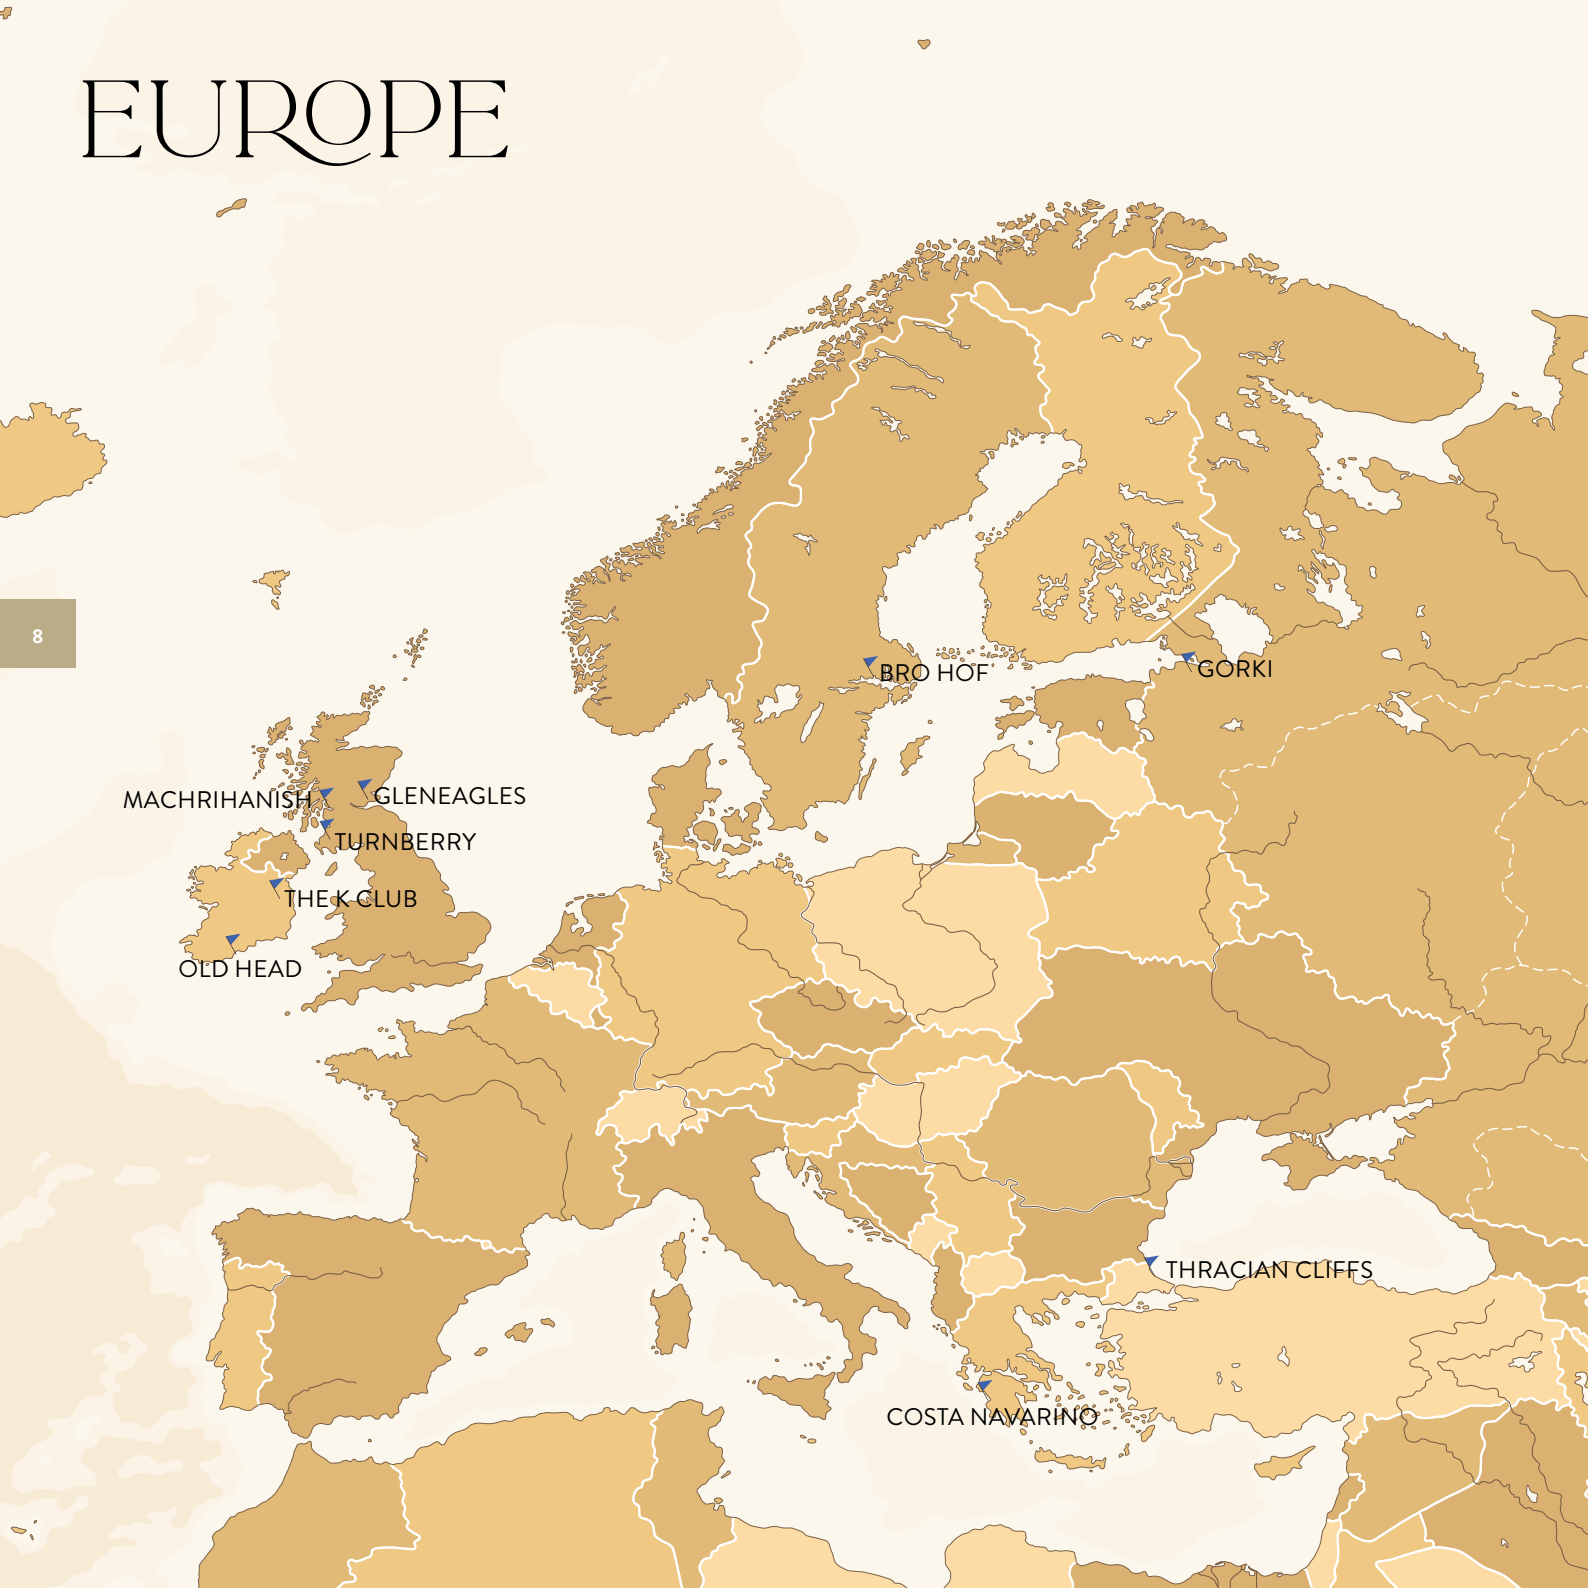 EUROPE
8
BRO HOF
GORKI
MACHRIHANISH
GLENEAGLES
TURNBERRY
THE K CLUB
OLD HEAD
THRACIAN CLIFFS
COSTA NAVARINO